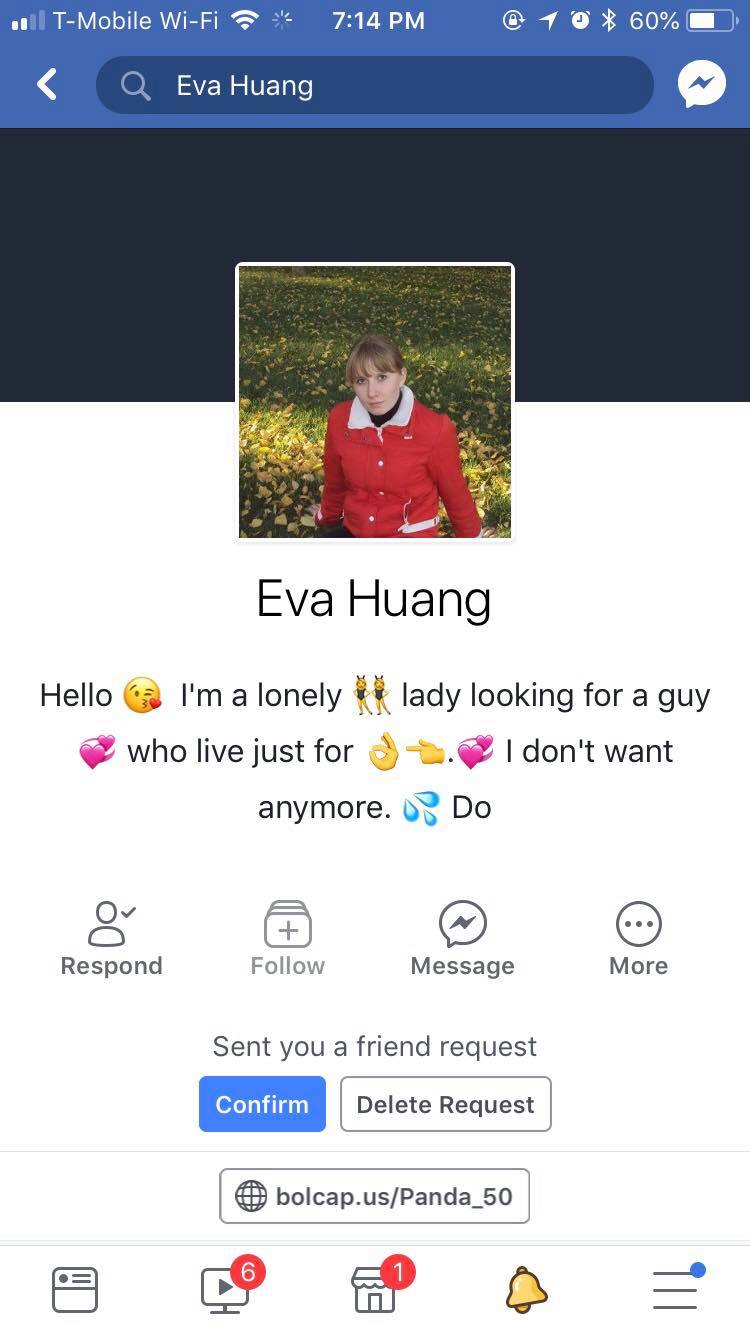 T-Mobile Wi-Fi 7:14 PM 60%
Eva Huang
Eva Huang
Hello 😘 I'm a lonely 👯 lady looking for a guy
💞 who live just for 👌👈.💞 I don't want
anymore. 💦 Do
Respond Follow Message More
Sent you a friend request
Confirm Delete Request
bolcap.us/Panda_50
6 1